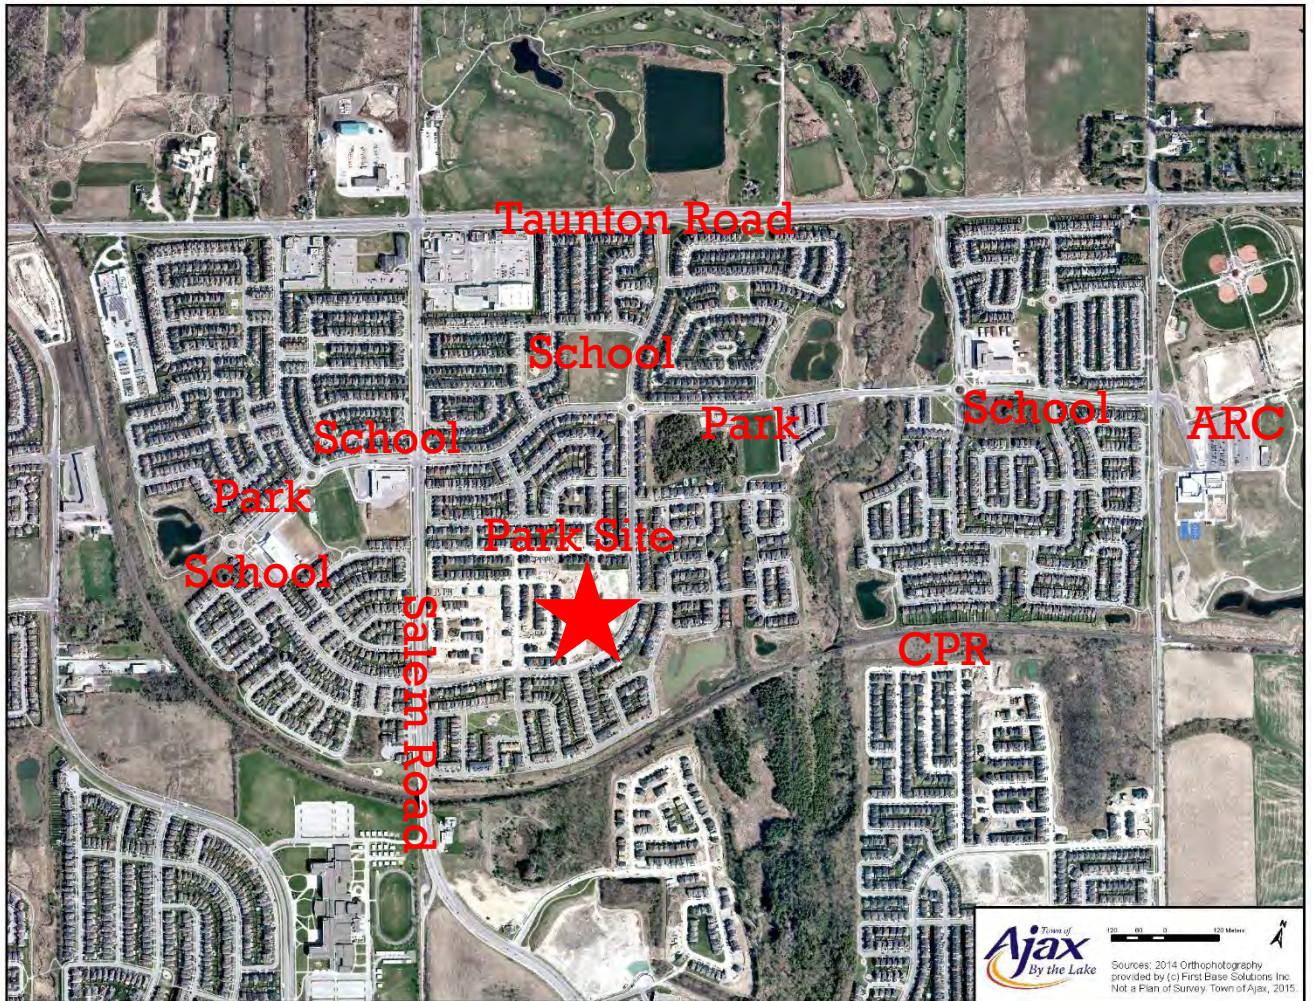 Taunton Road
School
Park
School
ARC
School
Park
Park Site
School
Salem Road
CPR
Town of
Ajax
By the Lake
120 60 0 120 Meters
N
Sources: 2014 Orthophotography
provided by (c) First Base Solutions Inc.
Not a Plan of Survey. Town of Ajax, 2015.